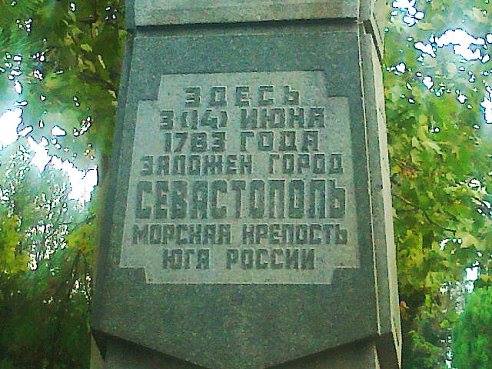 ЗДЕСЬ
3(14) ИЮНЯ
1783 ГОДА
ЗАЛОЖЕН ГОРОД
СЕВАСТОПОЛЬ
МОРСКАЯ КРЕПОСТЬ
ЮГА РОССИИ